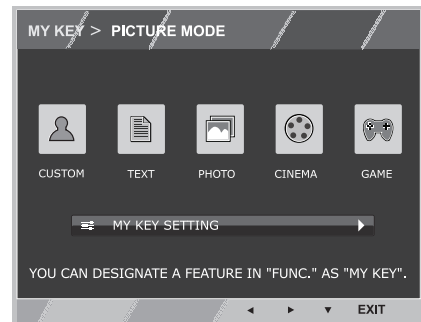 MY KEY > PICTURE MODE
CUSTOM TEXT PHOTO CINEMA GAME
MY KEY SETTING
YOU CAN DESIGNATE A FEATURE IN "FUNC." AS "MY KEY".
EXIT